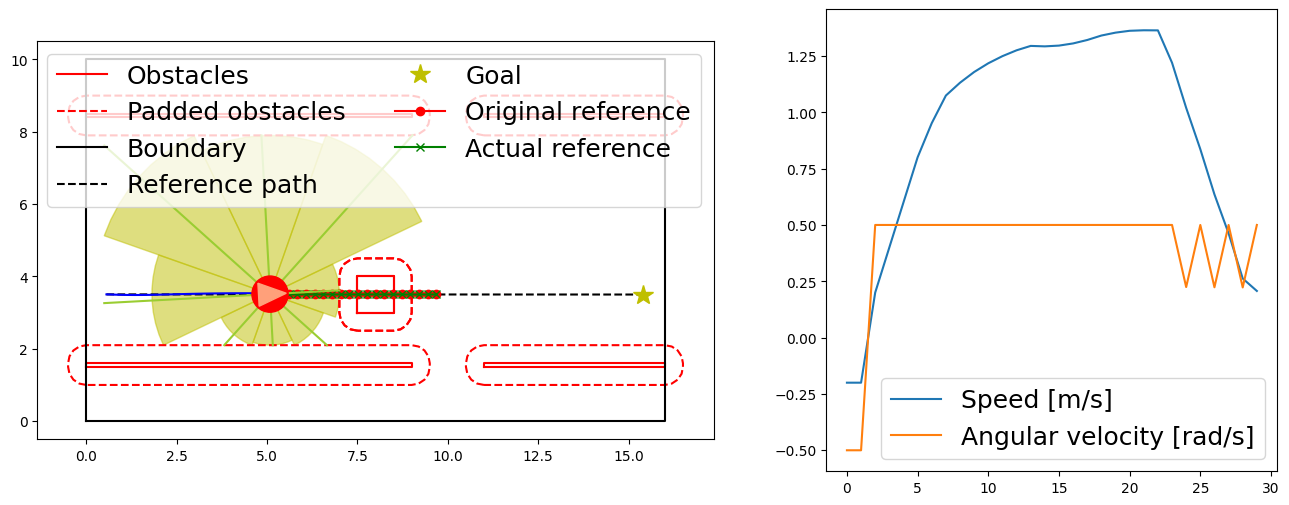 Obstacles
Padded obstacles
Boundary
Reference path
Goal
Original reference
Actual reference
10
8
6
4
2
0
0.0 2.5 5.0 7.5 10.0 12.5 15.0
1.25
1.00
0.75
0.50
0.25
0.00
−0.25
−0.50
Speed [m/s]
Angular velocity [rad/s]
0 5 10 15 20 25 30